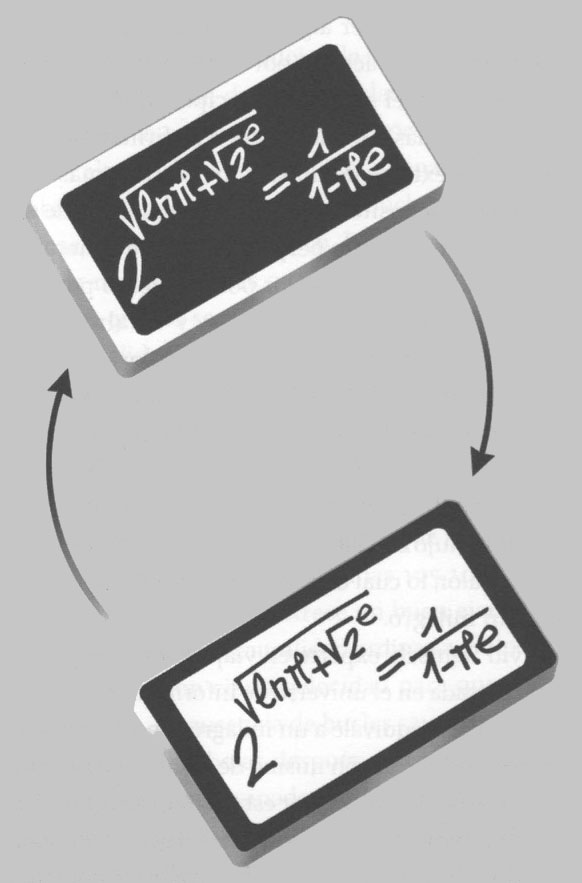 2^√(lnπ+√2^e) = 1/(1-πe)
2^√(lnπ+√2^e) = 1/(1-πe)